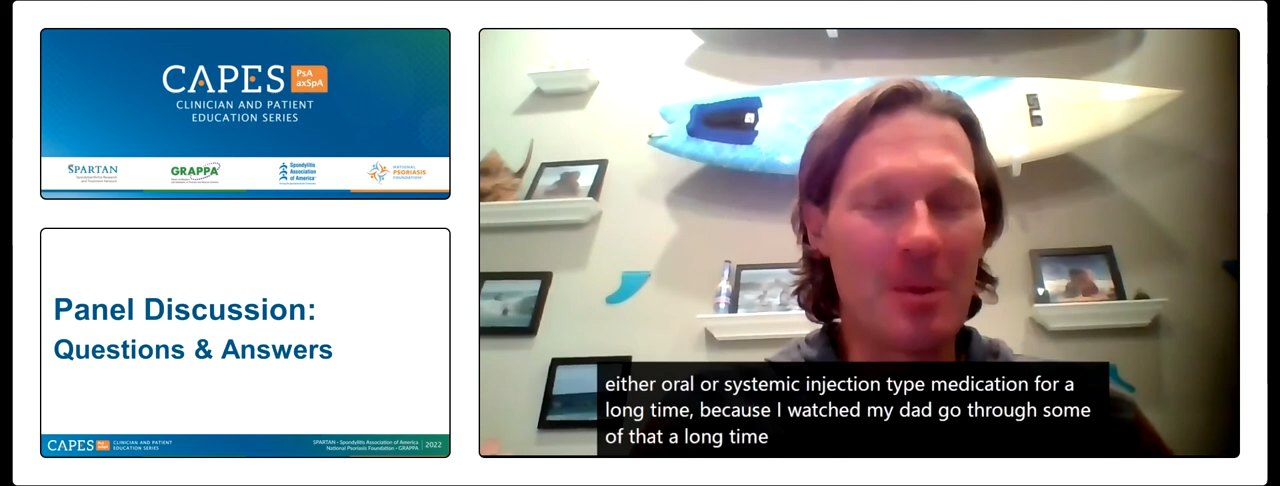 CAPES PsA
axSpA
CLINICIAN AND PATIENT
EDUCATION SERIES
SPARTAN
GRAPPA
Spondylitis
Association
of America
NATIONAL
PSORIASIS
FOUNDATION
Panel Discussion:
Questions & Answers
CAPES
CLINICIAN AND PATIENT
EDUCATION SERIES
SPARTAN • Spondylitis Association of America
National Psoriasis Foundation • GRAPPA
2022
either oral or systemic injection type medication for a
long time, because I watched my dad go through some
of that a long time